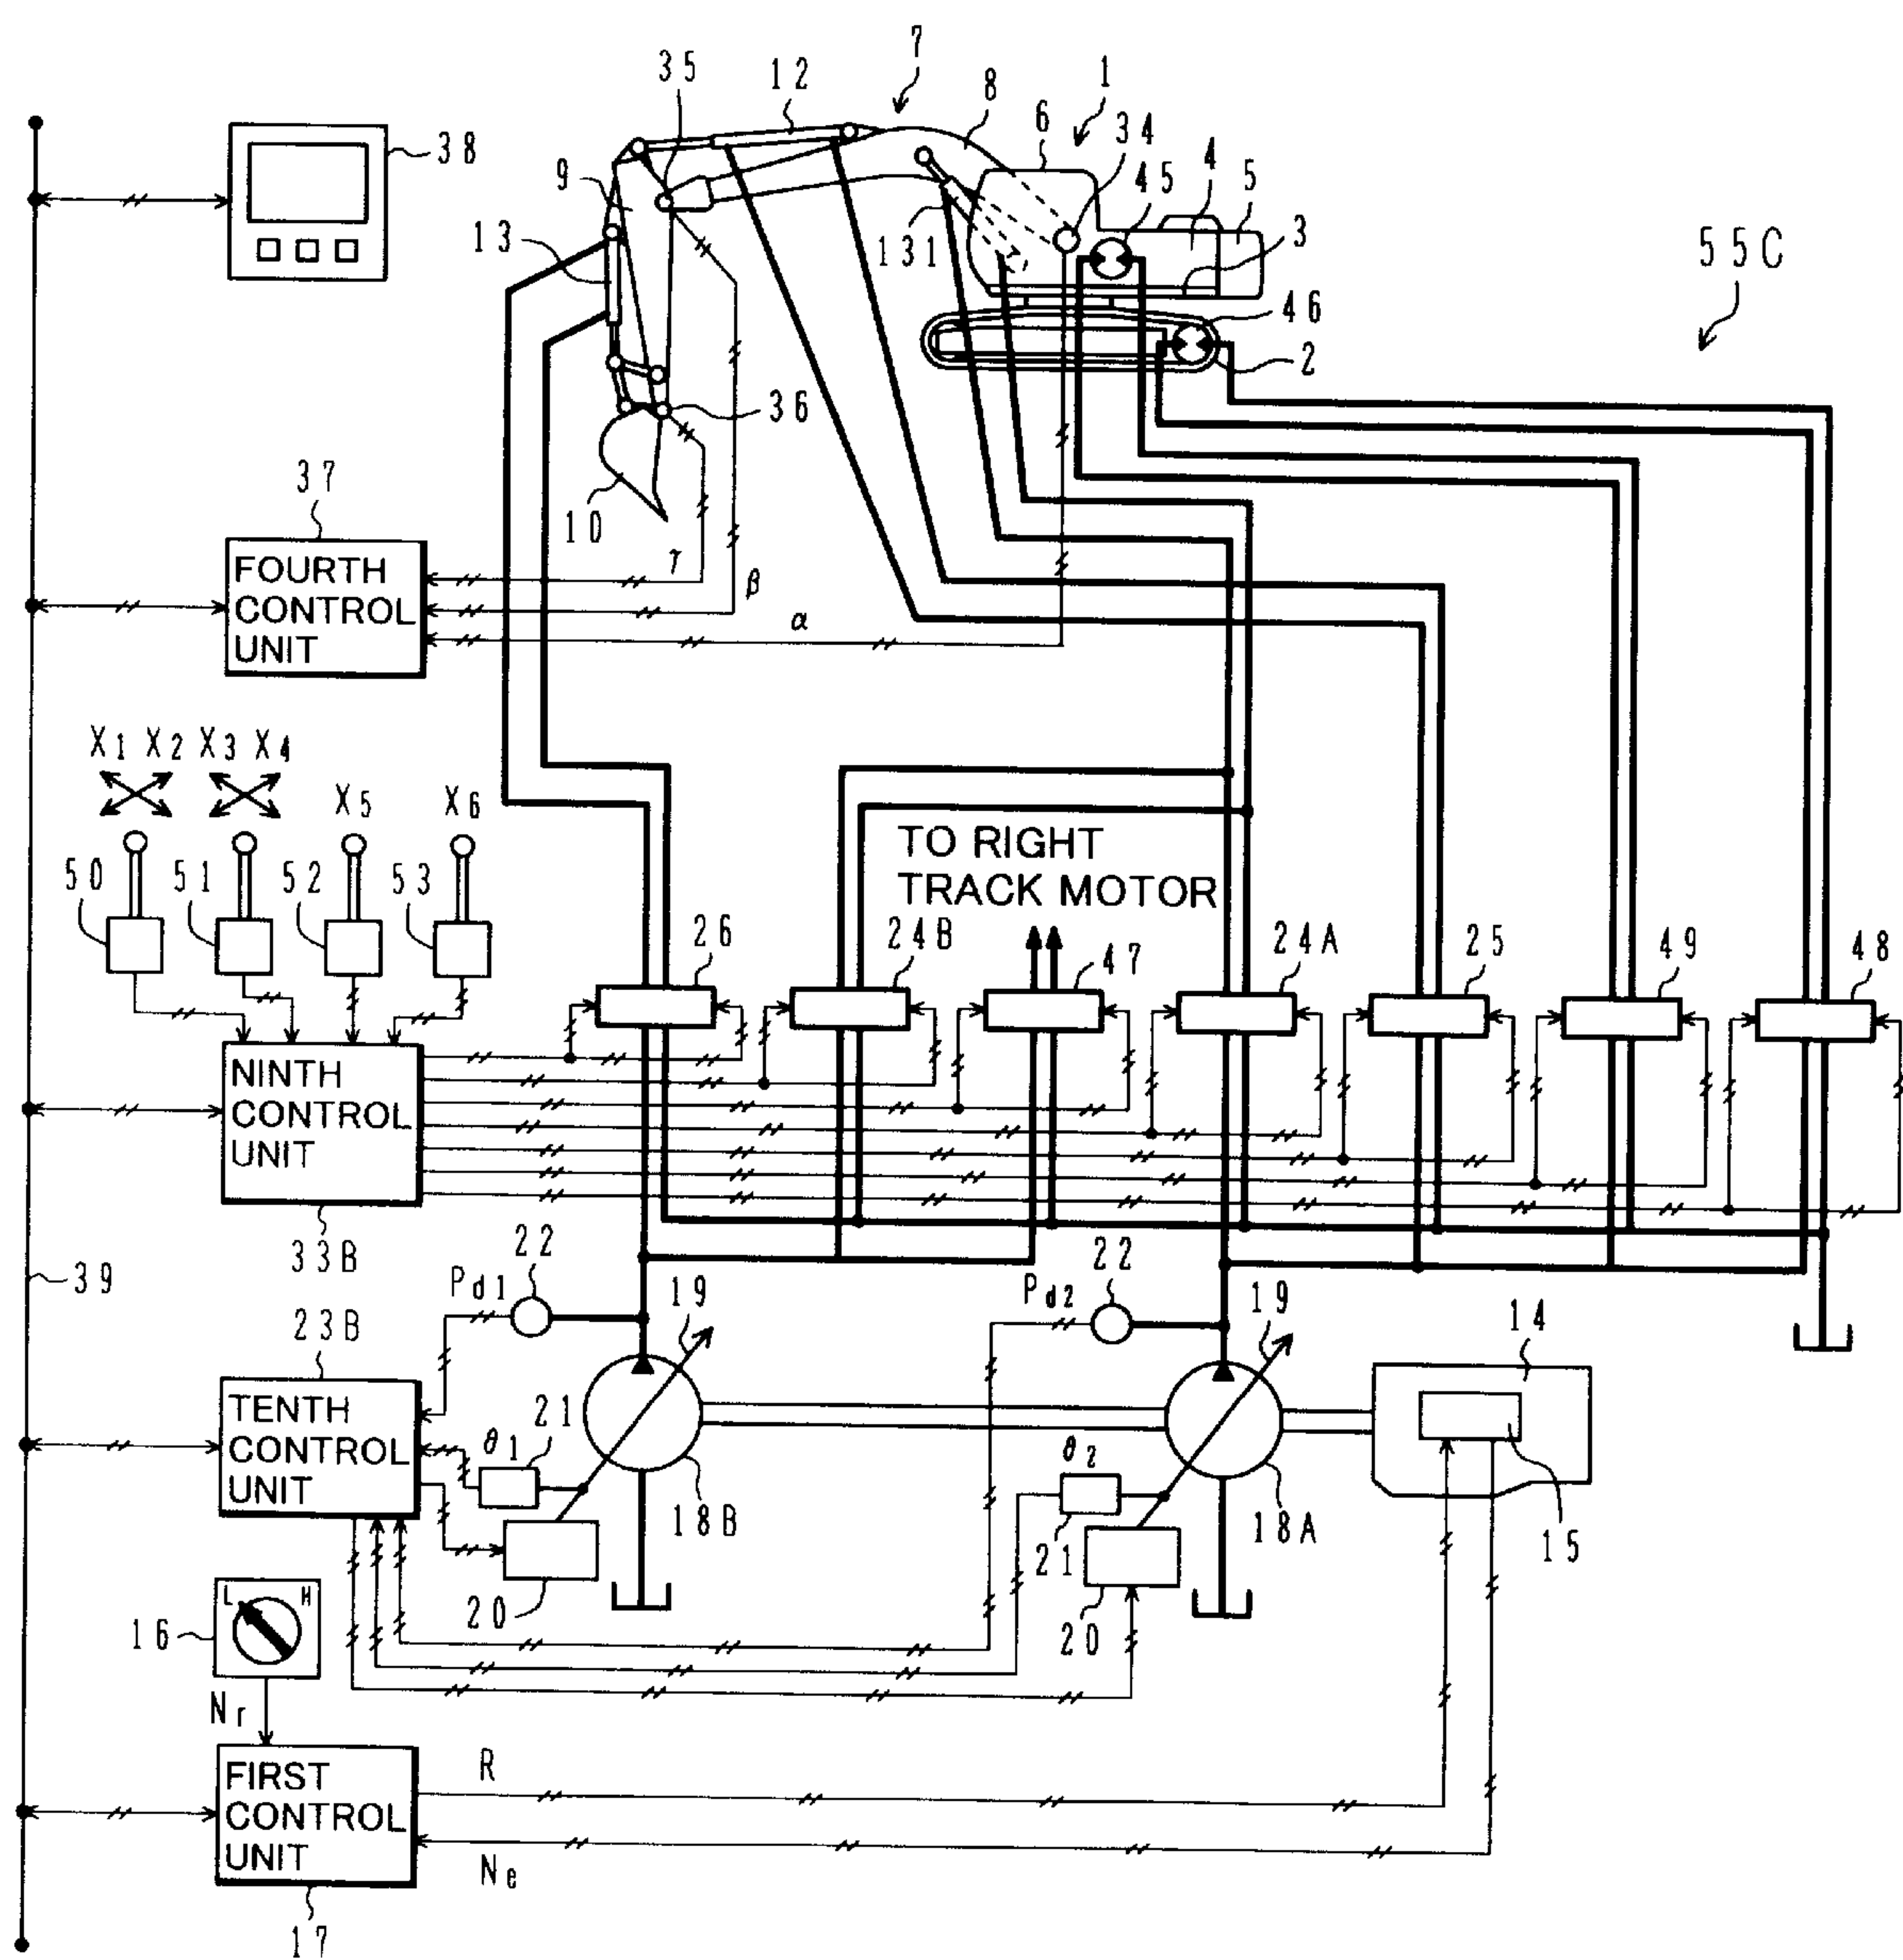 7
35
12
8
1
6
34
38
9
45
4
5
3
13
131
55C
46
2
36
37
10
γ
β
α
FOURTH
CONTROL
UNIT
X1 X2 X3 X4
X5
X6
TO RIGHT
TRACK MOTOR
50
51
52
53
26
24B
47
24A
25
49
48
NINTH
CONTROL
UNIT
33B
39
22
22
Pd1
Pd2
19
19
23B
14
TENTH
CONTROL
UNIT
θ1
21
θ2
18B
18A
21
15
20
20
L
H
16
Nr
FIRST
CONTROL
UNIT
R
Ne
17